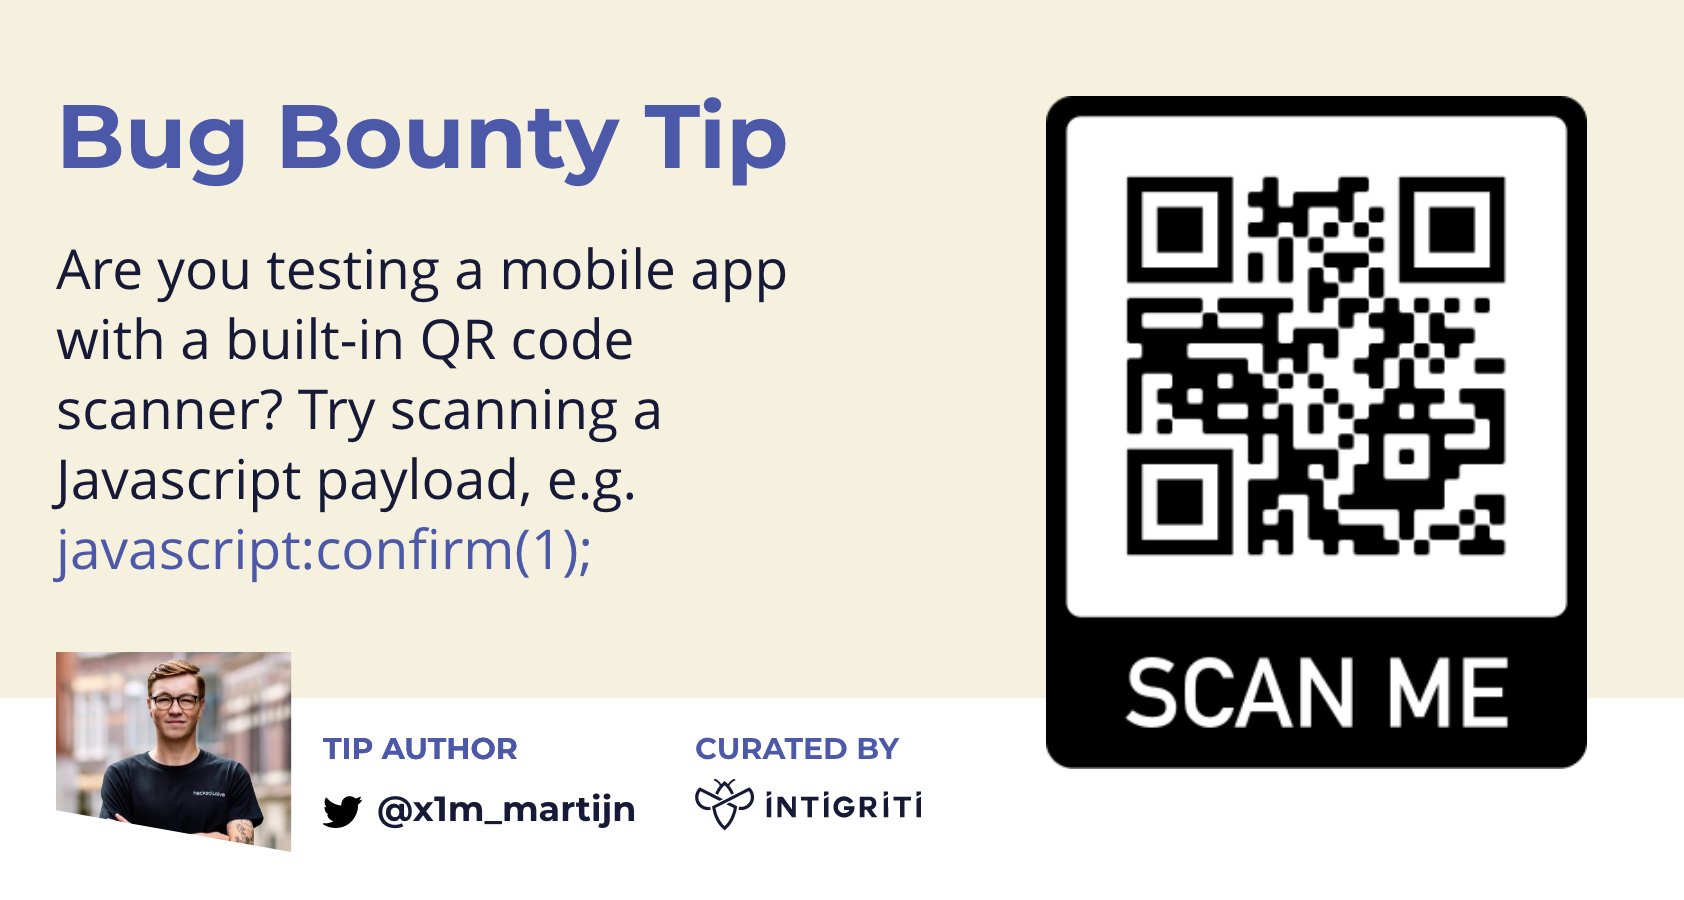 Bug Bounty Tip
Are you testing a mobile app
with a built-in QR code
scanner? Try scanning a
Javascript payload, e.g.
javascript:confirm(1);
SCAN ME
TIP AUTHOR
@x1m_martijn
CURATED BY
INTIGRITI
hacksclusive